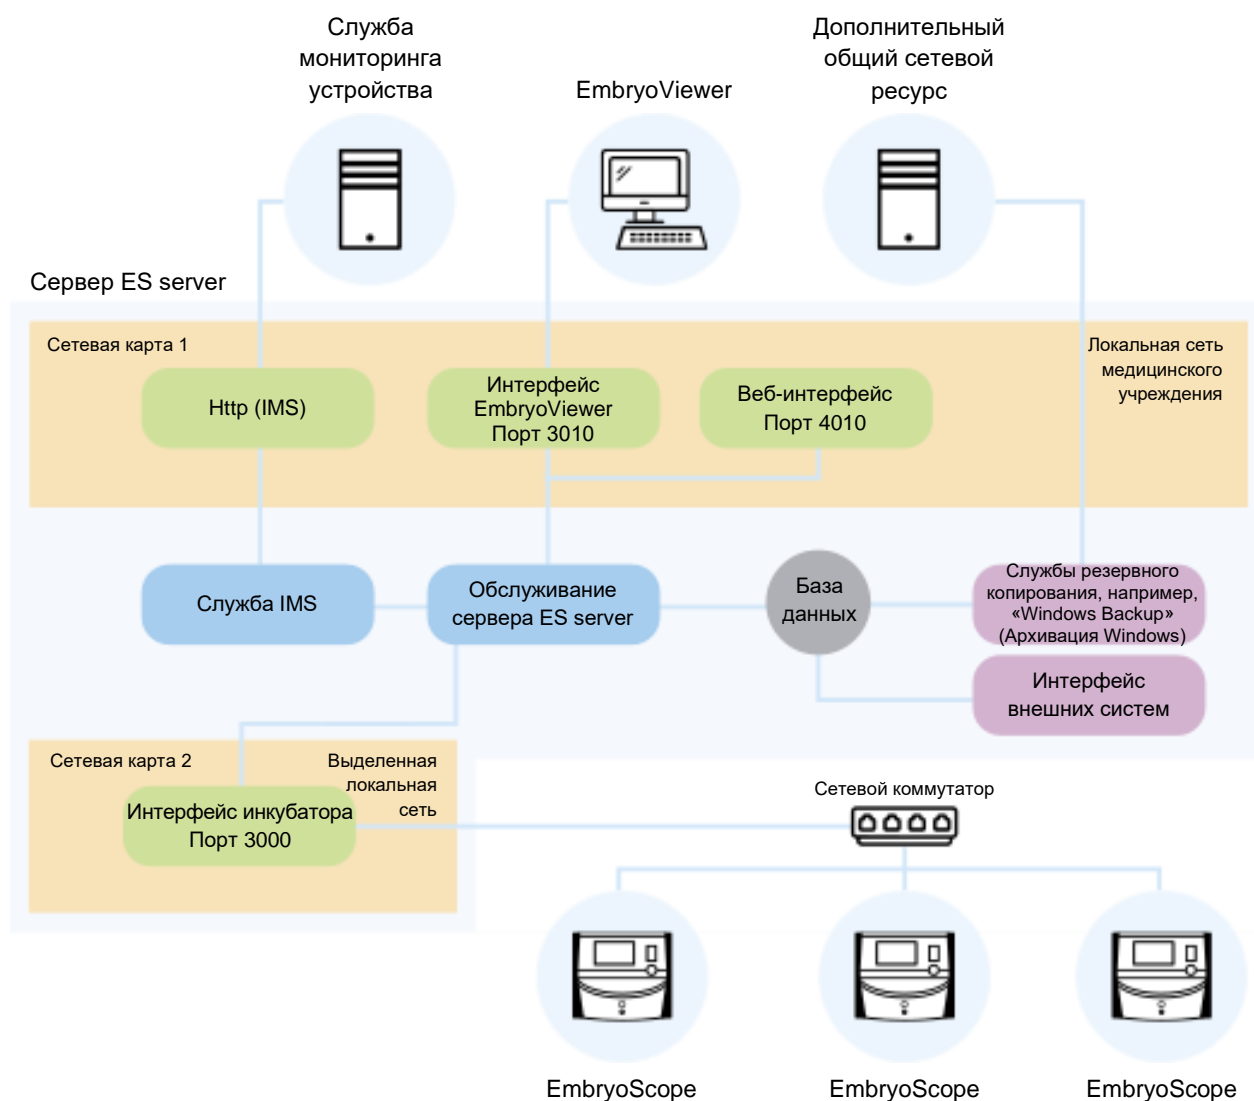 Служба
мониторинга
устройства
EmbryoViewer
Дополнительный
общий сетевой
ресурс
Сервер ES server
Сетевая карта 1
Локальная сеть
медицинского
учреждения
Http (IMS)
Интерфейс
EmbryoViewer
Порт 3010
Веб-интерфейс
Порт 4010
Служба IMS
Обслуживание
сервера ES server
База
данных
Службы резервного
копирования, например,
«Windows Backup»
(Архивация Windows)
Интерфейс
внешних систем
Сетевая карта 2
Выделенная
локальная
сеть
Интерфейс инкубатора
Порт 3000
Сетевой коммутатор
EmbryoScope
EmbryoScope
EmbryoScope